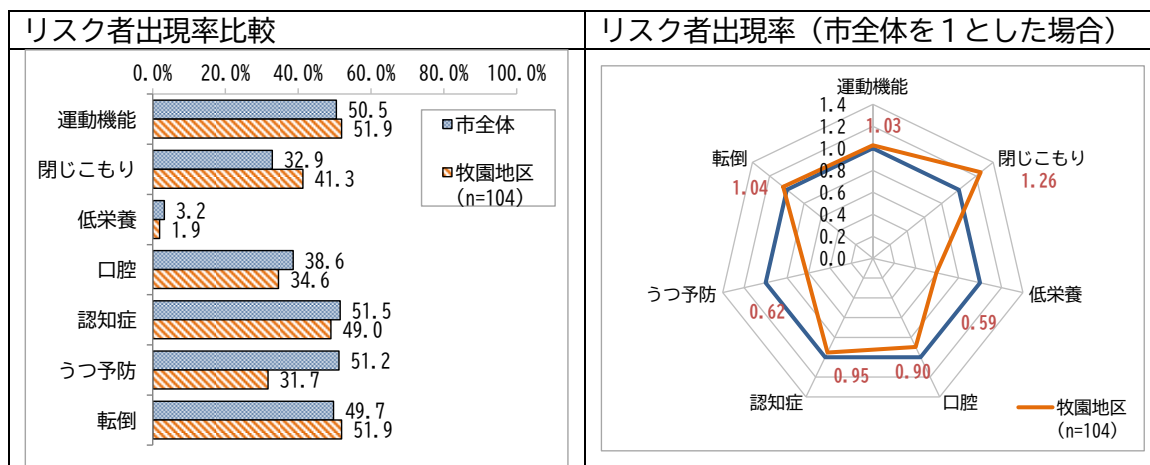 リスク者出現率比較
0.0% 20.0% 40.0% 60.0% 80.0% 100.0%
運動機能 50.5
51.9
閉じこもり 32.9
41.3
低栄養 3.2
1.9
口腔 38.6
34.6
認知症 51.5
49.0
うつ予防 51.2
31.7
転倒 49.7
51.9
市全体
牧園地区
(n=104)
リスク者出現率（市全体を１とした場合）
運動機能
1.4
1.2
1.0
0.8
0.6
0.4
0.2
0.0
1.03
閉じこもり
1.26
低栄養
0.59
口腔
0.90
認知症
0.95
うつ予防
0.62
転倒
1.04
牧園地区
(n=104)